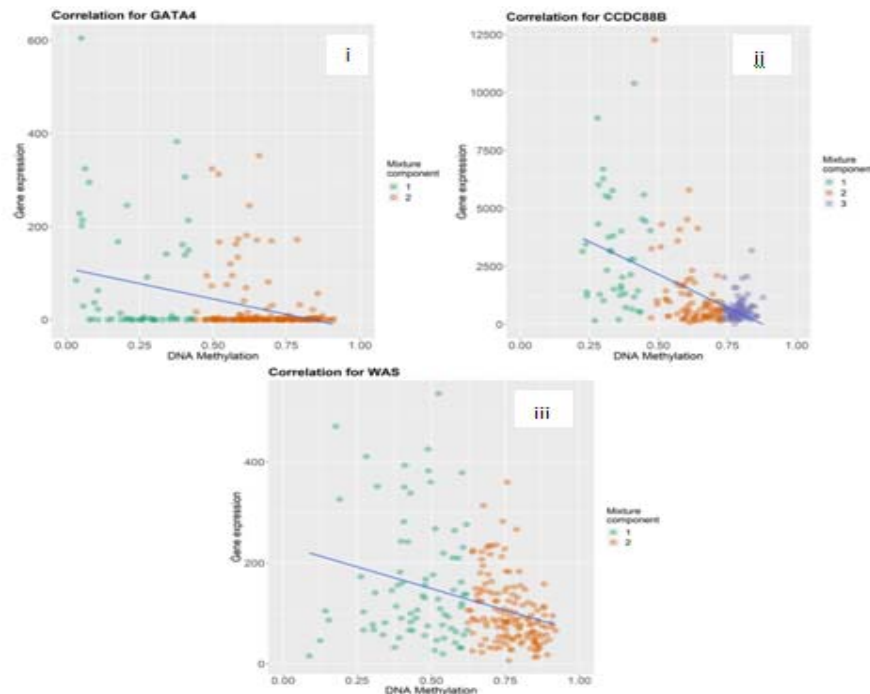 Correlation for GATA4
i
600
400
200
0
Gene expression
0.00 0.25 0.50 0.75 1.00
DNA Methylation
Mixture
component
1
2
Correlation for CCDC88B
ii
12500
10000
7500
5000
2500
0
Gene expression
0.00 0.25 0.50 0.75 1.00
DNA Methylation
Mixture
component
1
2
3
Correlation for WAS
iii
400
200
0
Gene expression
0.00 0.25 0.50 0.75 1.00
DNA Methylation
Mixture
component
1
2